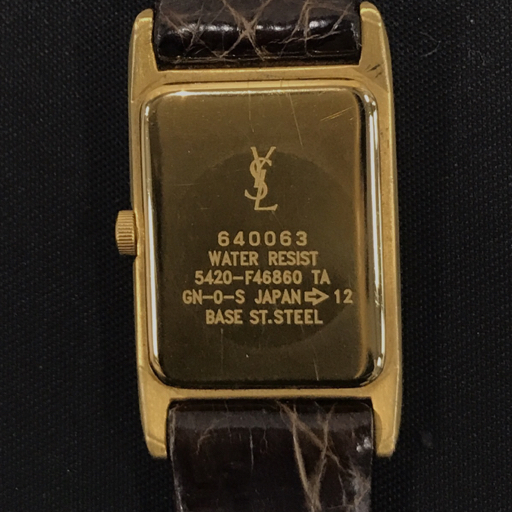 YSL
640063
WATER RESIST
5420-F46860 TA
GN-0-S JAPAN ⇨ 12
BASE ST.STEEL